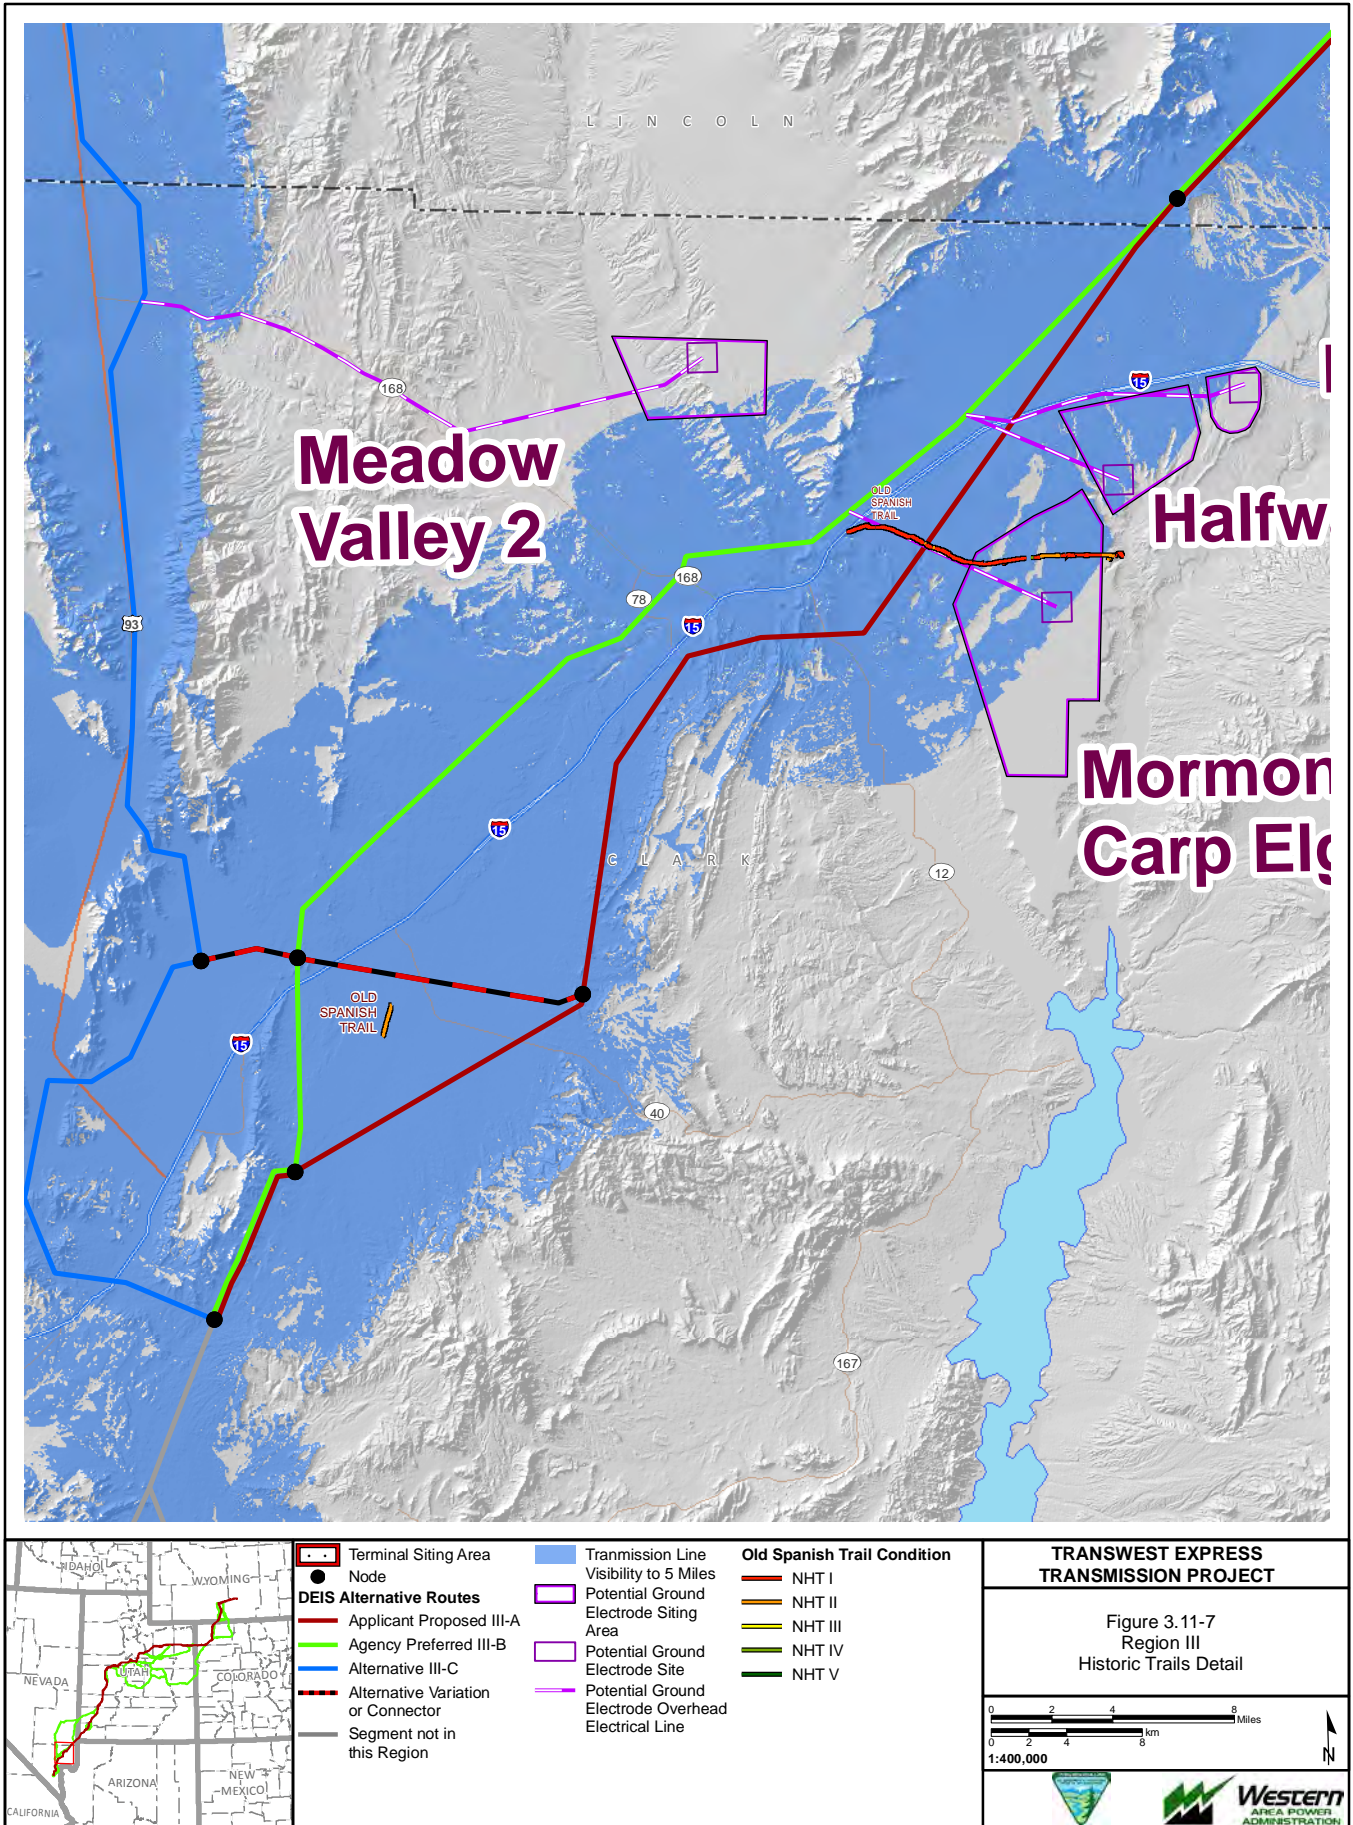 L I N C O L N
15
168
Meadow
Valley 2
OLD
SPANISH
TRAIL
Halfw
168
78
15
93
Mormon
Carp Elg
15
C L A R K
12
OLD
SPANISH
TRAIL
15
40
167
IDAHO
WYOMING
NEVADA
UTAH
COLORADO
ARIZONA
NEW
MEXICO
CALIFORNIA
Terminal Siting Area
Node
DEIS Alternative Routes
Applicant Proposed III-A
Agency Preferred III-B
Alternative III-C
Alternative Variation
or Connector
Segment not in
this Region
Tranmission Line
Visibility to 5 Miles
Potential Ground
Electrode Siting
Area
Potential Ground
Electrode Site
Potential Ground
Electrode Overhead
Electrical Line
Old Spanish Trail Condition
NHT I
NHT II
NHT III
NHT IV
NHT V
TRANSWEST EXPRESS
TRANSMISSION PROJECT
Figure 3.11-7
Region III
Historic Trails Detail
0 2 4 8
Miles
km
0 2 4 8
1:400,000
N
Western
AREA POWER
ADMINISTRATION